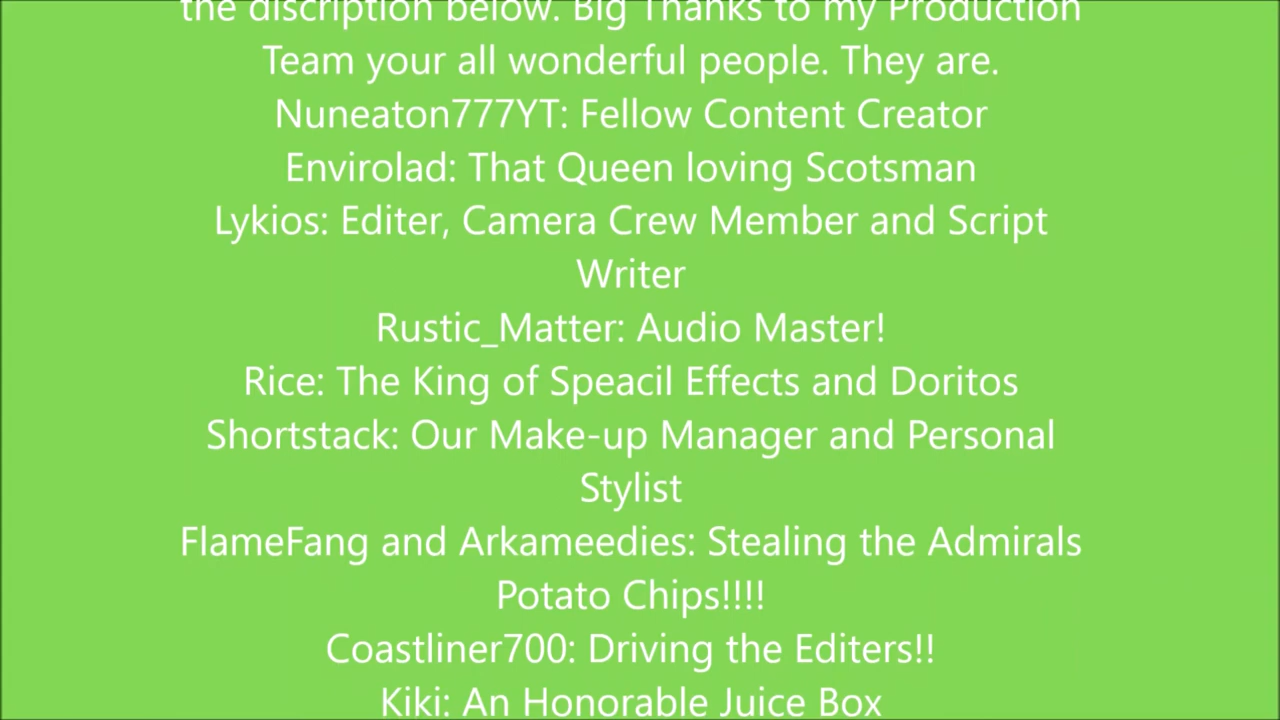 the discription below. Big Thanks to my Production
Team your all wonderful people. They are.
Nuneaton777YT: Fellow Content Creator
Envirolad: That Queen loving Scotsman
Lykios: Editer, Camera Crew Member and Script
Writer
Rustic_Matter: Audio Master!
Rice: The King of Speacil Effects and Doritos
Shortstack: Our Make-up Manager and Personal
Stylist
FlameFang and Arkameedies: Stealing the Admirals
Potato Chips!!!!
Coastliner700: Driving the Editers!!
Kiki: An Honorable Juice Box